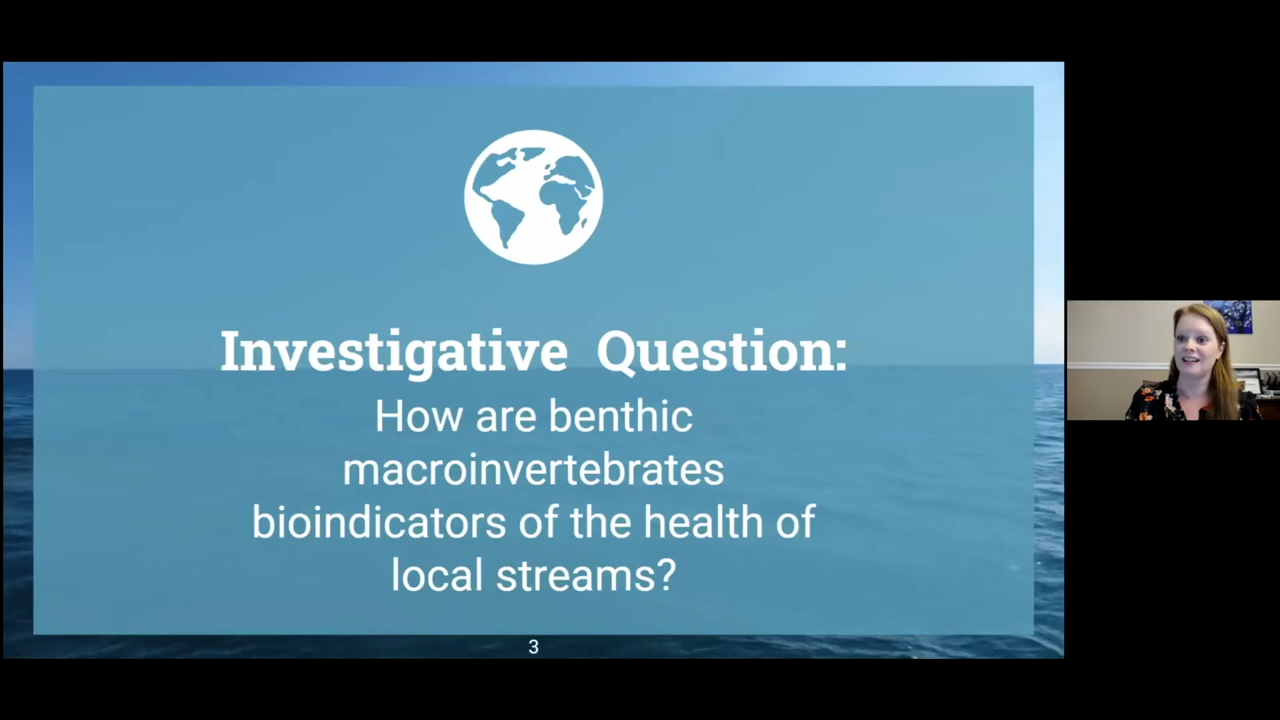 Investigative Question:
How are benthic
macroinvertebrates
bioindicators of the health of
local streams?
3